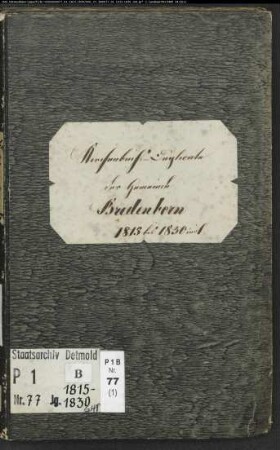 Kirchenbuchs-Duplicate
der Gemeinde
Bredenborn
1815 bis 1830 incl
Staatsarchiv Detmold
P 1
B
1815-
Nr. 77 Jg. 1830
P 1 B
Nr.
77
(1)